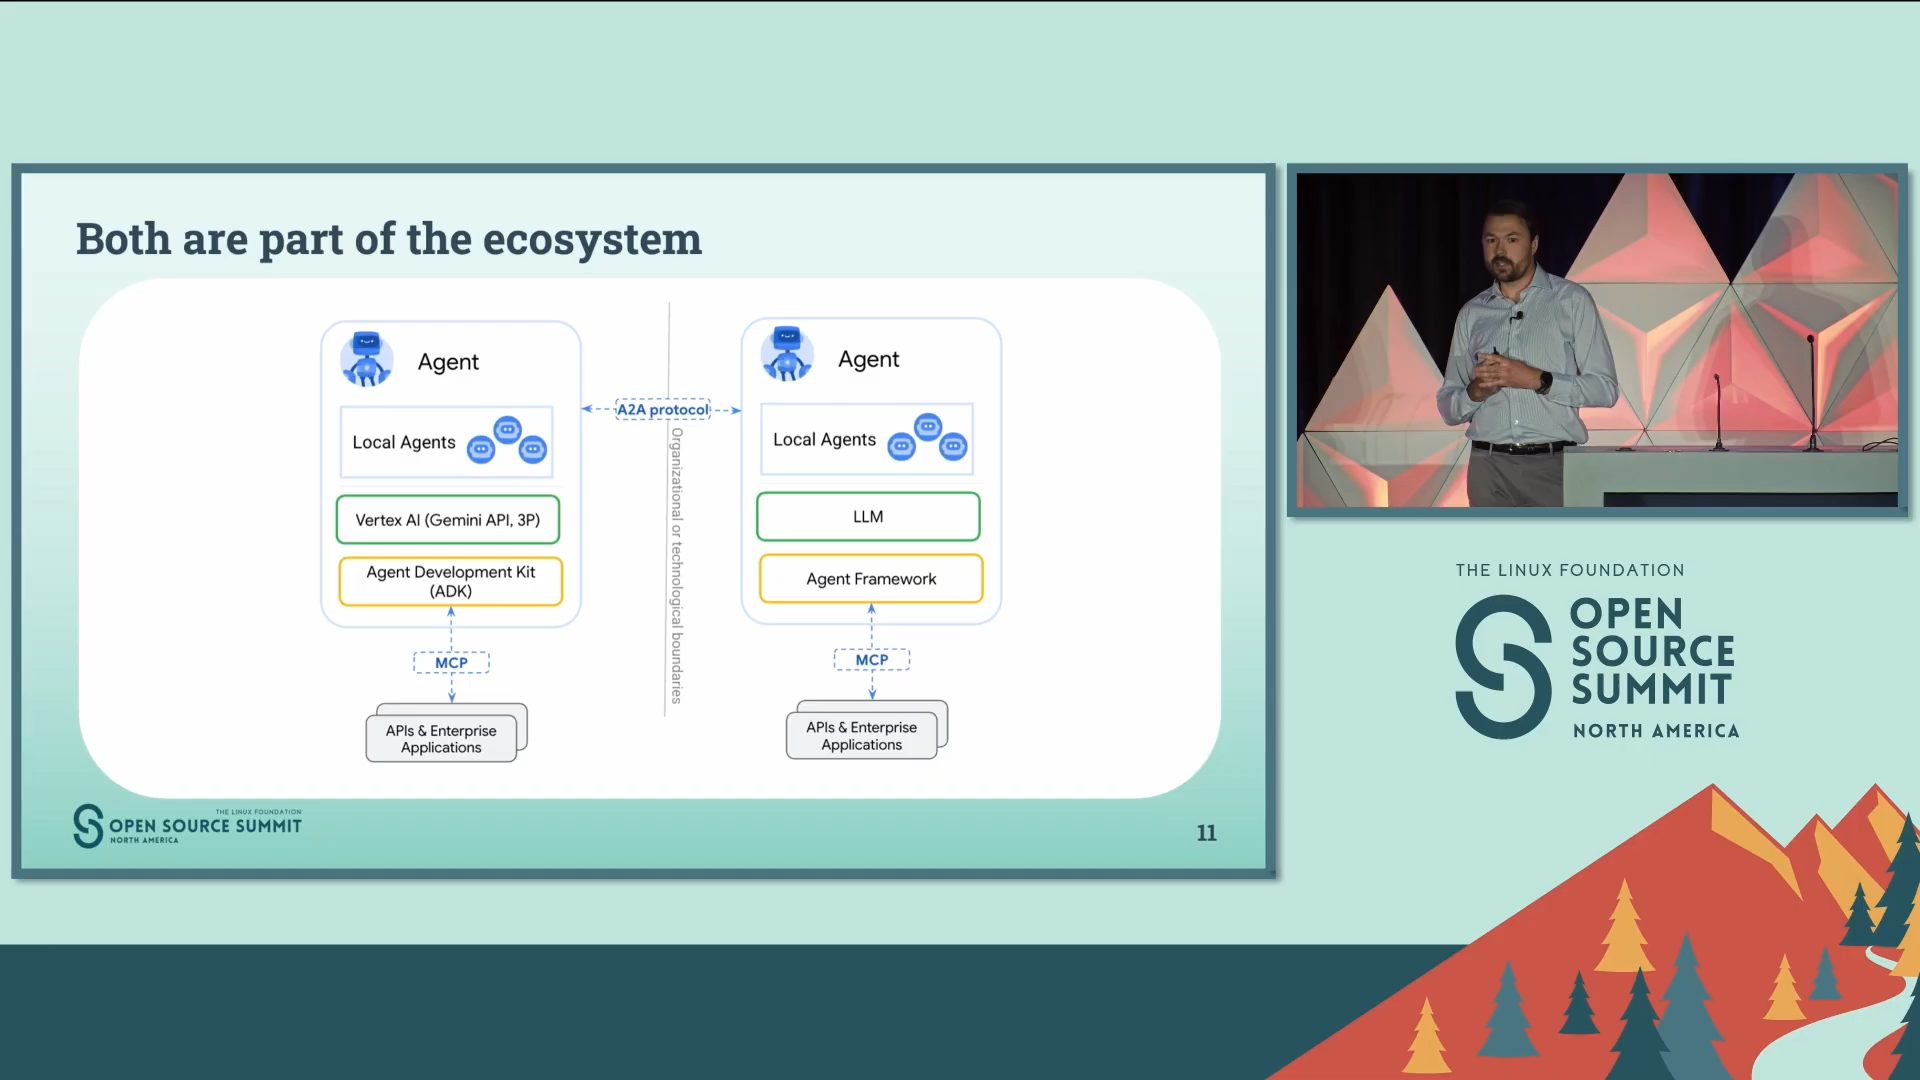 Both are part of the ecosystem
Agent
Local Agents
Vertex AI (Gemini API, 3P)
Agent Development Kit
(ADK)
MCP
APIs & Enterprise
Applications
A2A protocol
Organizational or technological boundaries
Agent
Local Agents
LLM
Agent Framework
MCP
APIs & Enterprise
Applications
THE LINUX FOUNDATION
OPEN SOURCE SUMMIT
NORTH AMERICA
11
THE LINUX FOUNDATION
OPEN
SOURCE
SUMMIT
NORTH AMERICA